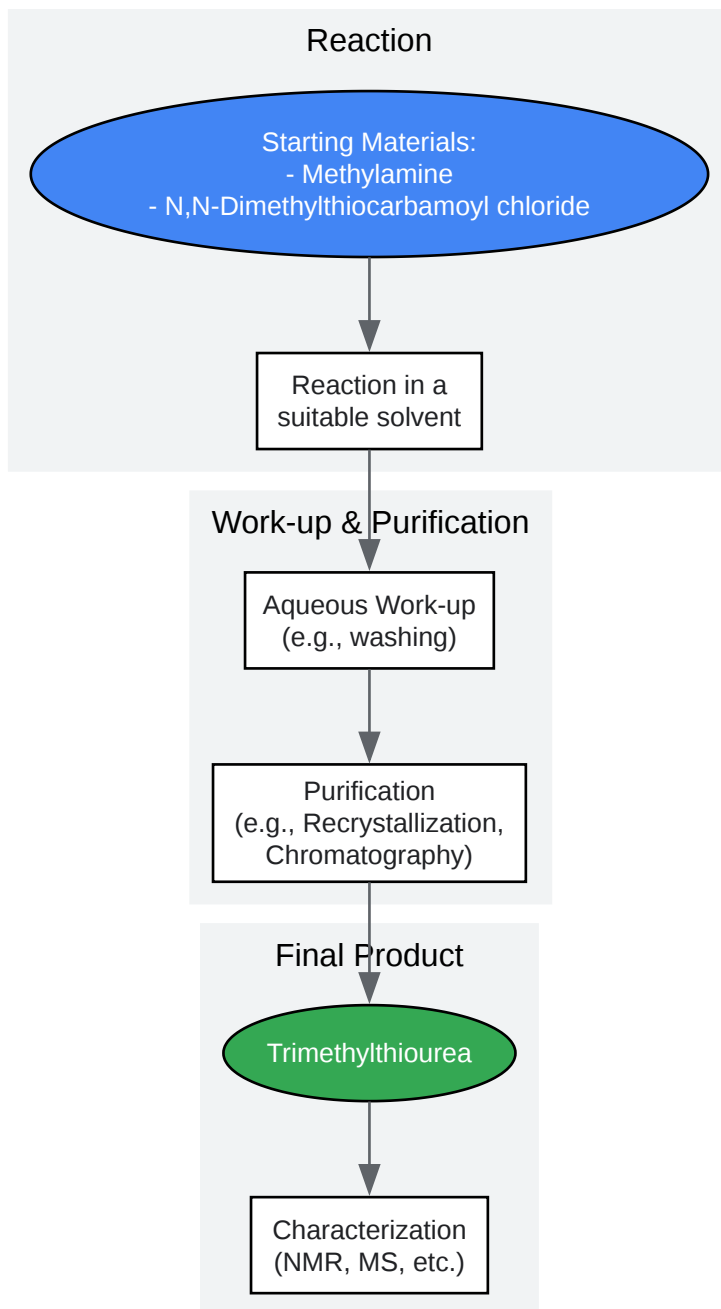 Reaction
Starting Materials:
- Methylamine
- N,N-Dimethylthiocarbamoyl chloride
Reaction in a
suitable solvent
Work-up & Purification
Aqueous Work-up
(e.g., washing)
Purification
(e.g., Recrystallization,
Chromatography)
Final Product
Trimethylthiourea
Characterization
(NMR, MS, etc.)